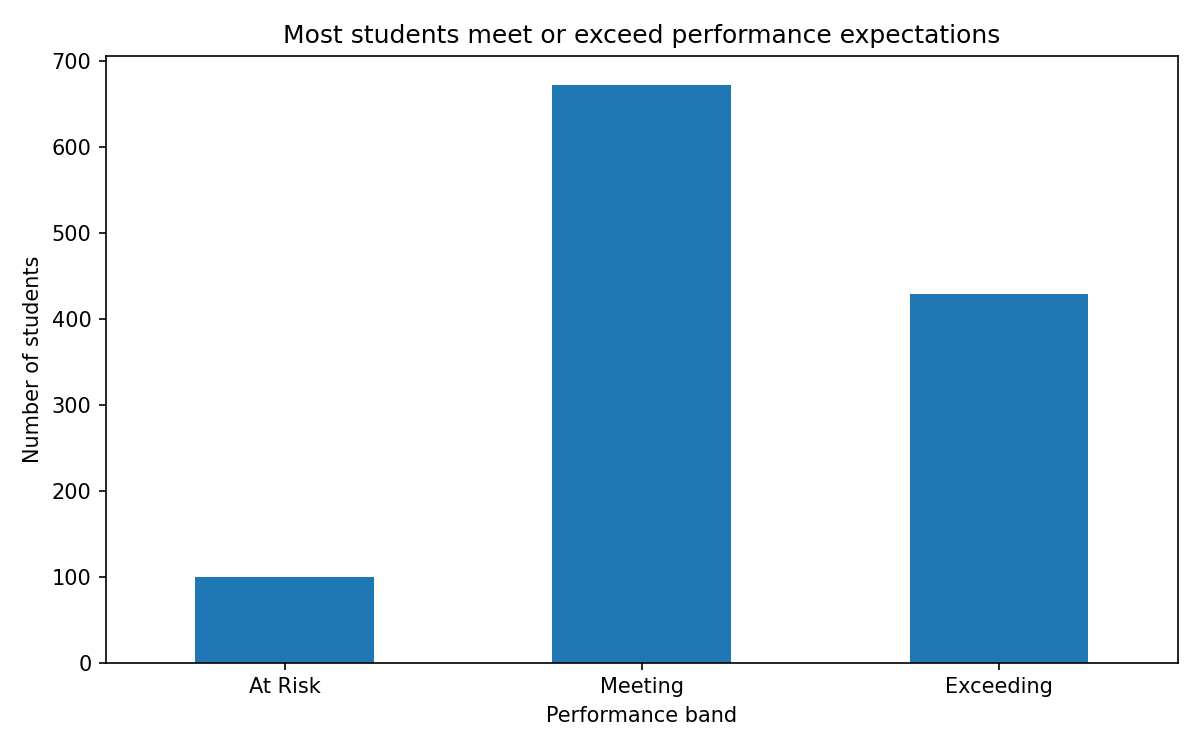 Most students meet or exceed performance expectations
Number of students
700
600
500
400
300
200
100
0
At Risk
Meeting
Exceeding
Performance band